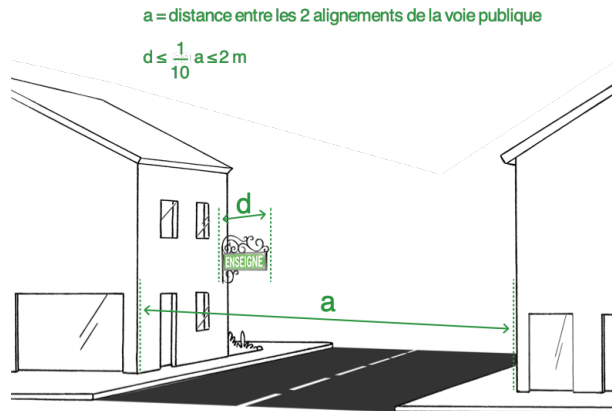 a = distance entre les 2 alignements de la voie publique
d ≤ 1/10 a ≤ 2 m
d
ENSEIGNE
a